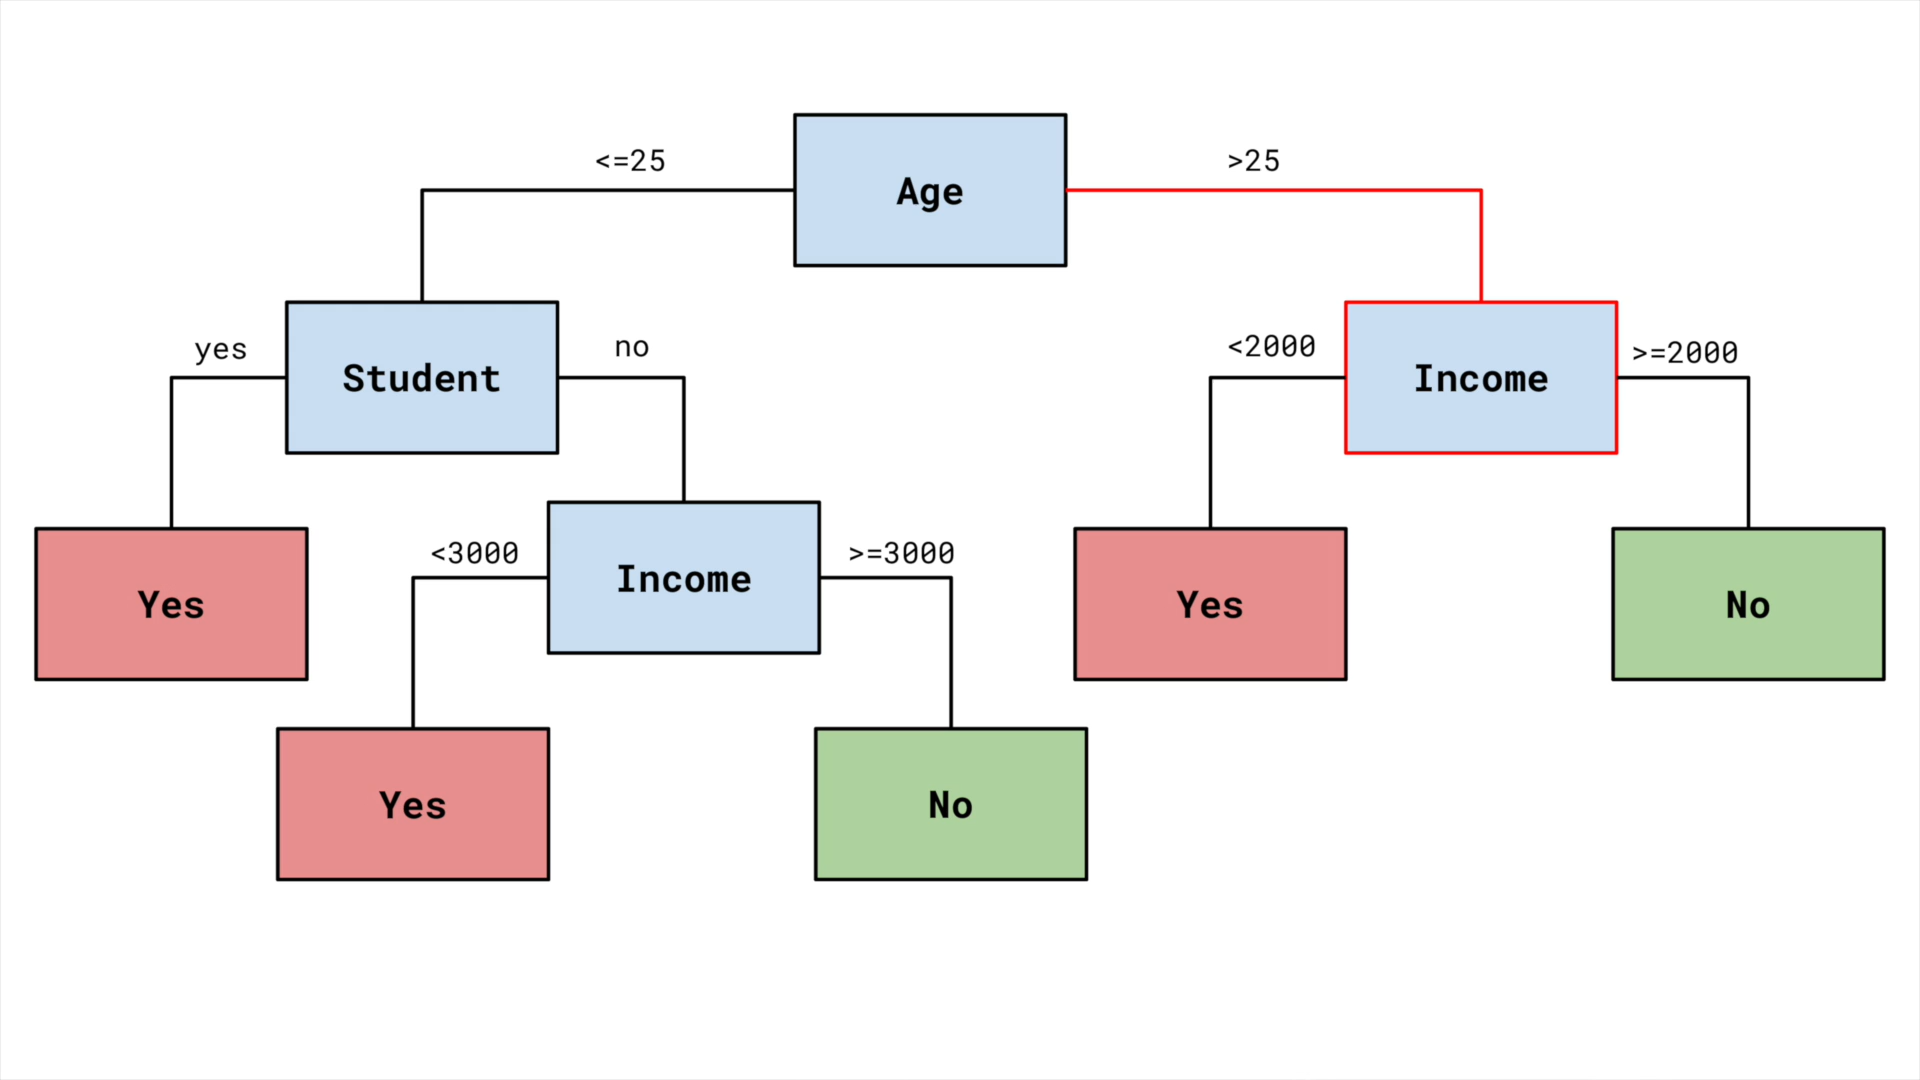 <=25
Age
>25
yes
Student
no
<2000
Income
>=2000
Yes
<3000
Income
>=3000
Yes
No
Yes
No